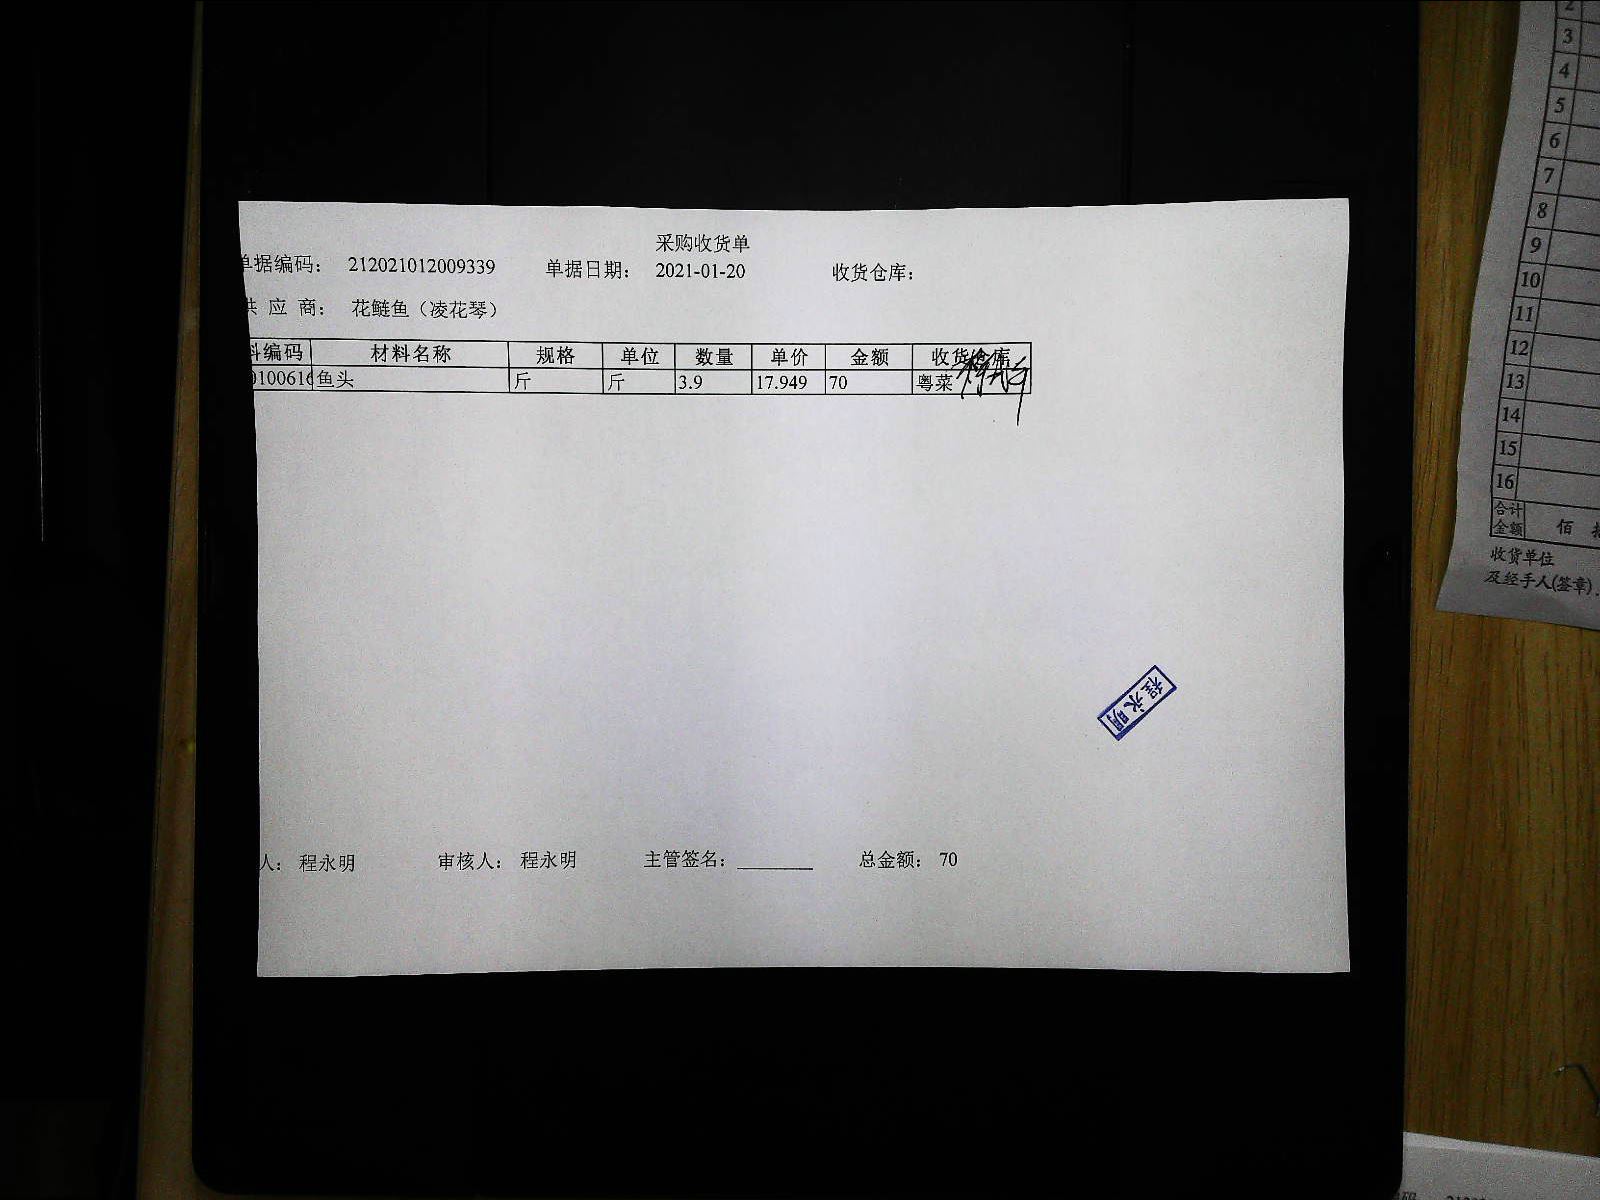 采购收货单
单据编码： 212021012009339 单据日期： 2021-01-20 收货仓库：
供 应 商： 花鲢鱼（凌花琴）
料编码 材料名称 规格 单位 数量 单价 金额 收货仓库
0100616 鱼头 斤 斤 3.9 17.949 70 粤菜
程永明
人： 程永明 审核人： 程永明 主管签名： 总金额： 70
2
3
4
5
6
7
8
9
10
11
12
13
14
15
16
合计
金额 佰
收货单位
及经手人(签章)